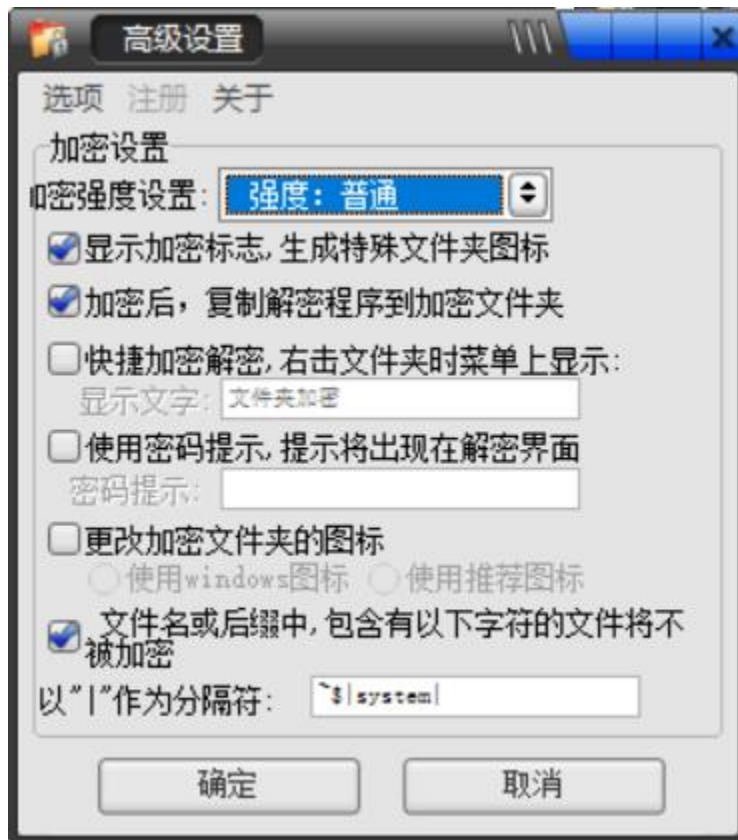 高级设置
选项 注册 关于
加密设置
加密强度设置: 强度: 普通
显示加密标志,生成特殊文件夹图标
加密后，复制解密程序到加密文件夹
快捷加密解密,右击文件夹时菜单上显示:
显示文字: 文件夹加密
使用密码提示,提示将出现在解密界面
密码提示:
更改加密文件夹的图标
使用windows图标 使用推荐图标
文件名或后缀中,包含有以下字符的文件将不
被加密
以"|"作为分隔符: ~$|system|
确定 取消